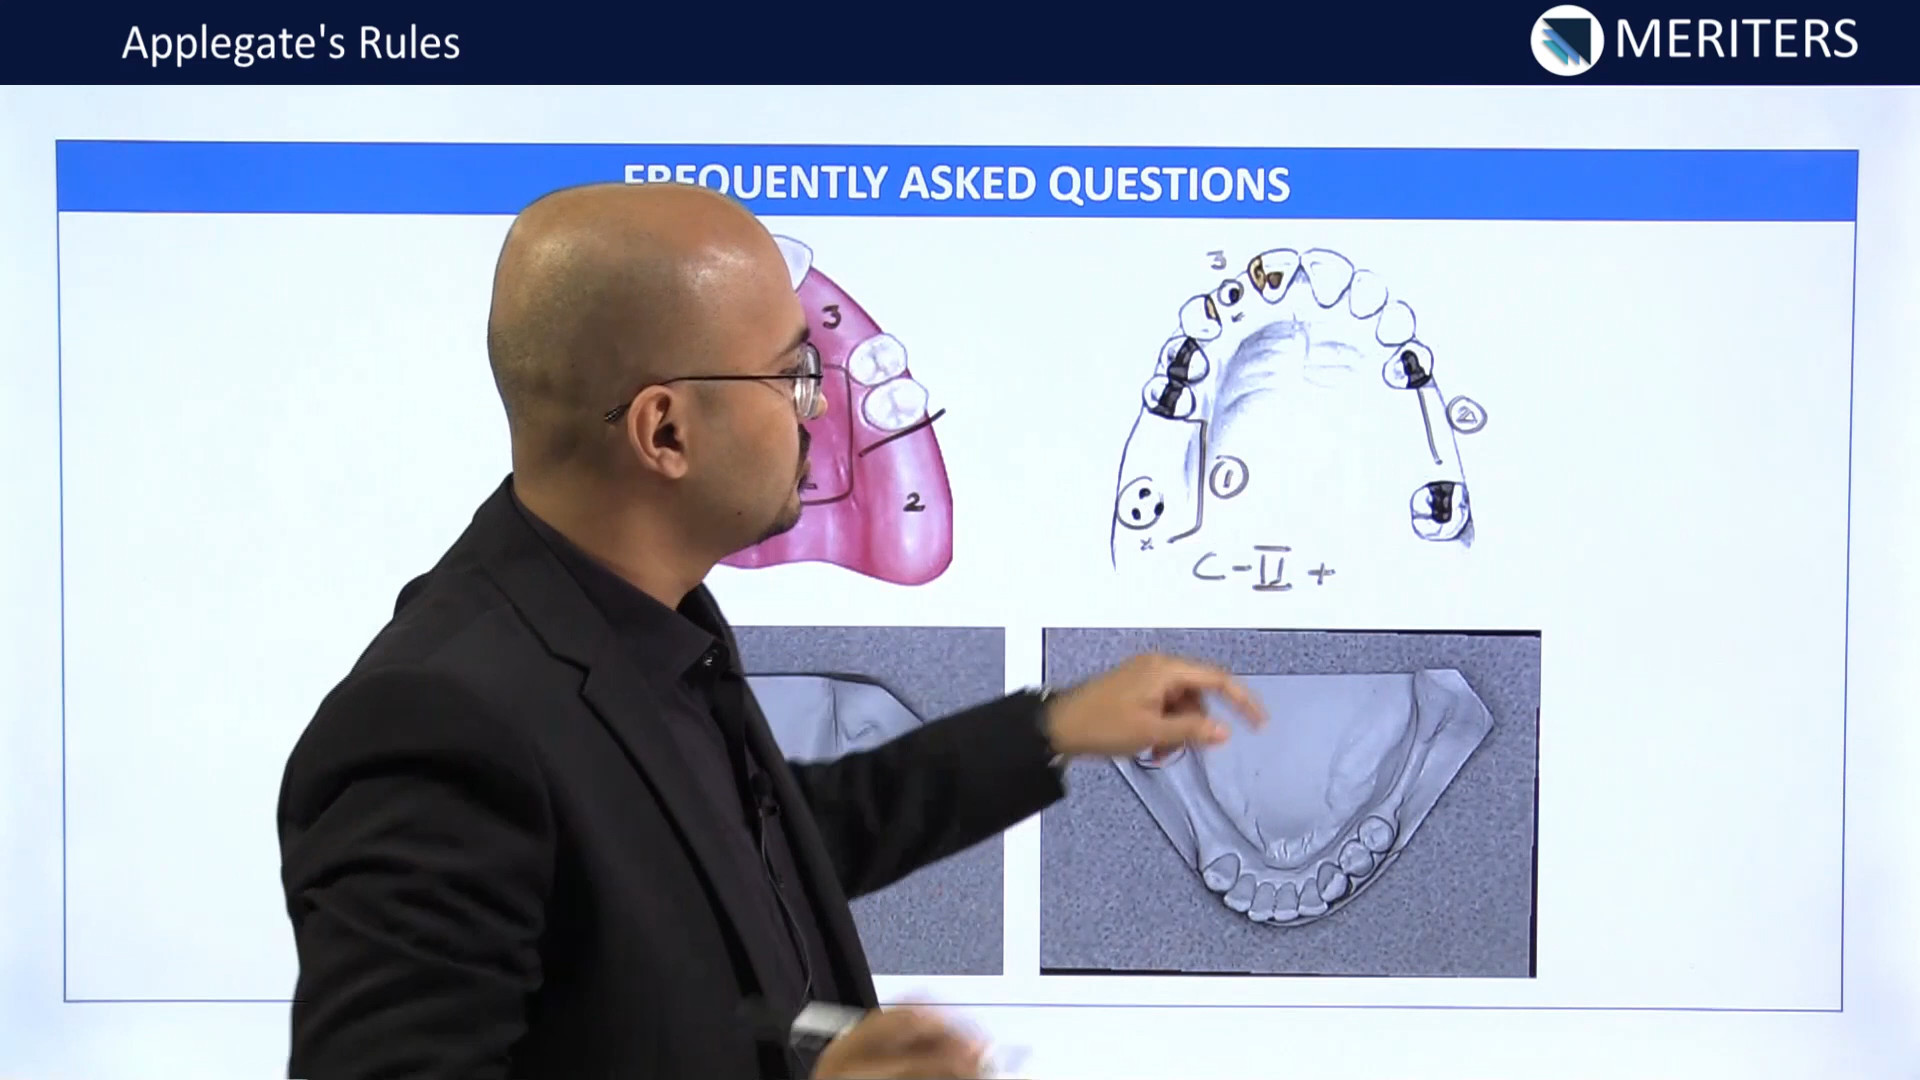 Applegate's Rules
MERITERS
FREQUENTLY ASKED QUESTIONS
3
2
3
x
1
2
x
C-II +